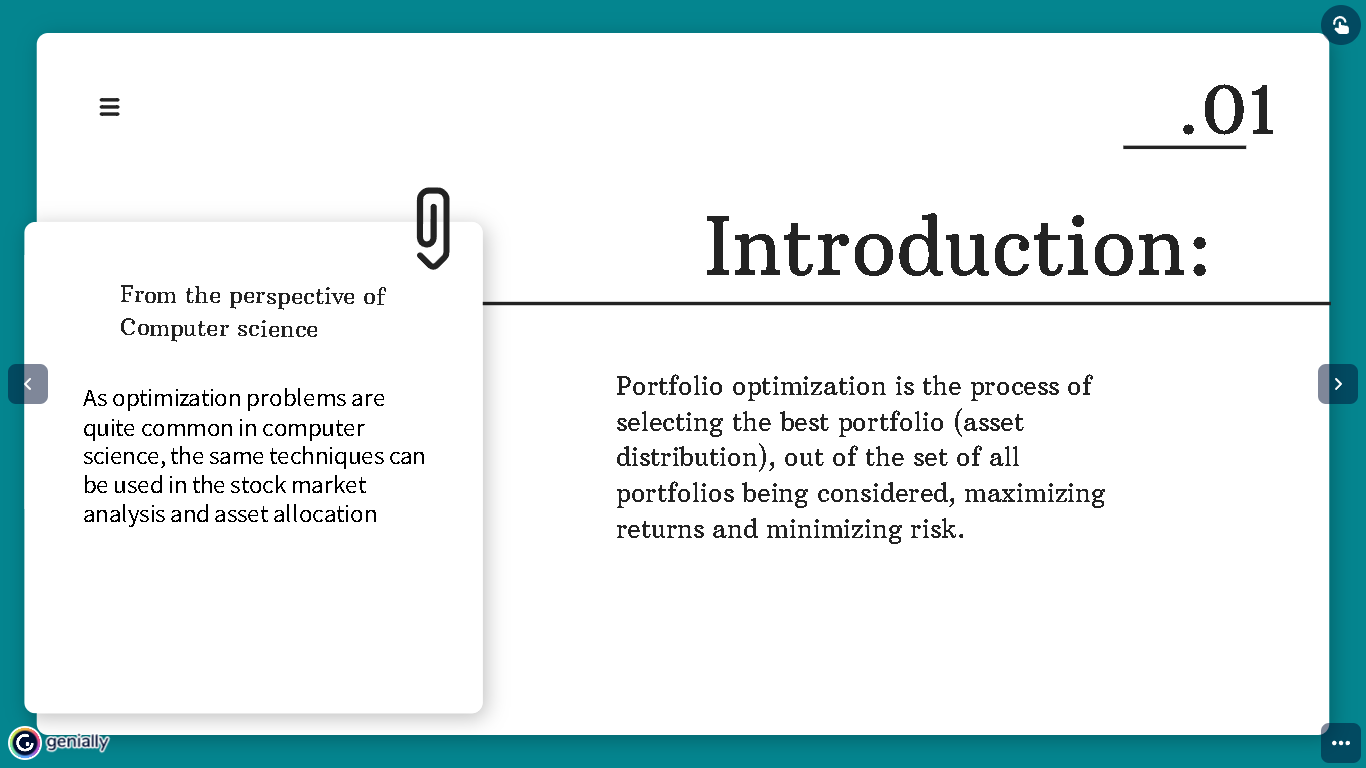 .01
Introduction:
From the perspective of
Computer science
As optimization problems are
quite common in computer
science, the same techniques can
be used in the stock market
analysis and asset allocation
Portfolio optimization is the process of
selecting the best portfolio (asset
distribution), out of the set of all
portfolios being considered, maximizing
returns and minimizing risk.
genially